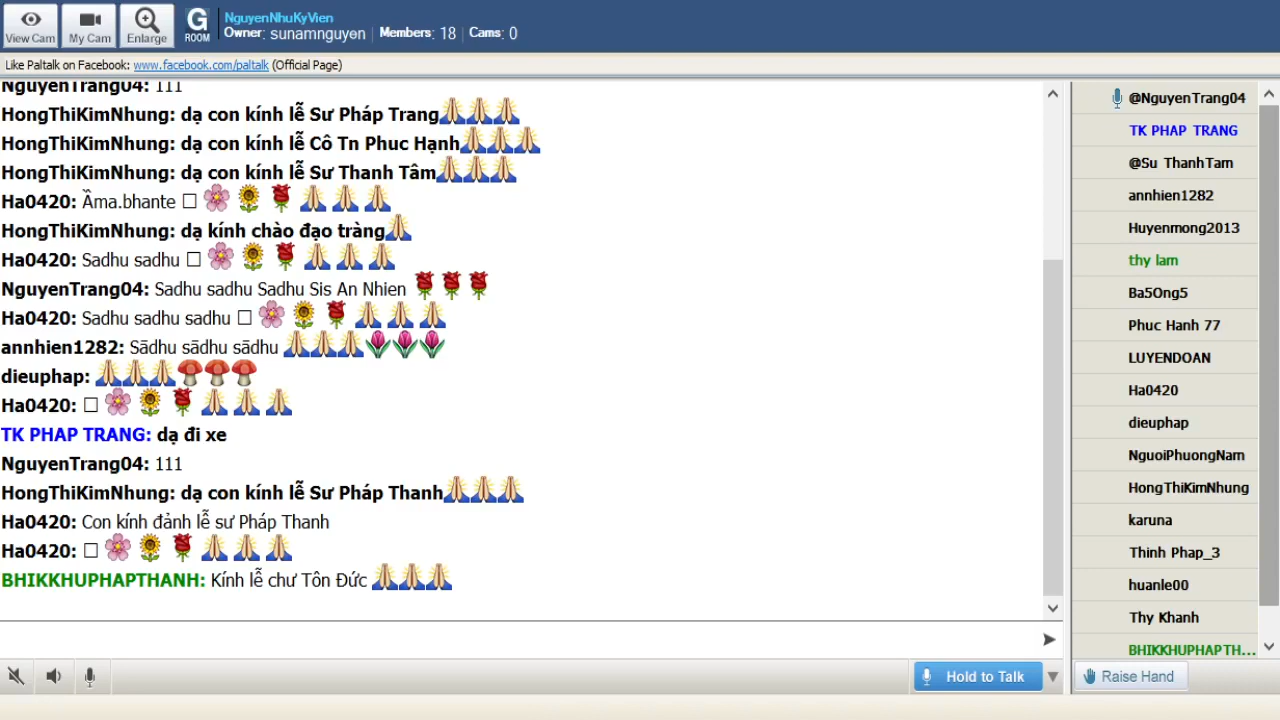 View Cam
My Cam
Enlarge
G
ROOM
NguyenNhuKyVien
Owner: sunamnguyen | Members: 18 | Cams: 0
Like Paltalk on Facebook: www.facebook.com/paltalk (Official Page)
NguyenTrang04: 111
HongThiKimNhung: dạ con kính lễ Sư Pháp Trang🙏🙏🙏
HongThiKimNhung: dạ con kính lễ Cô Tn Phuc Hạnh🙏🙏🙏
HongThiKimNhung: dạ con kính lễ Sư Thanh Tâm🙏🙏🙏
Ha0420: Ầma.bhante □ 🌸 🌻 🌹 🙏 🙏 🙏
HongThiKimNhung: dạ kính chào đạo tràng🙏
Ha0420: Sadhu sadhu □ 🌸 🌻 🌹 🙏 🙏 🙏
NguyenTrang04: Sadhu sadhu Sadhu Sis An Nhien 🌹🌹🌹
Ha0420: Sadhu sadhu sadhu □ 🌸 🌻 🌹 🙏 🙏 🙏
annhien1282: Sādhu sādhu sādhu 🙏🙏🙏🌷🌷🌷
dieuphap: 🙏🙏🙏🍄🍄🍄
Ha0420: □ 🌸 🌻 🌹 🙏 🙏 🙏
TK PHAP TRANG: dạ đi xe
NguyenTrang04: 111
HongThiKimNhung: dạ con kính lễ Sư Pháp Thanh🙏🙏🙏
Ha0420: Con kính đảnh lễ sư Pháp Thanh
Ha0420: □ 🌸 🌻 🌹 🙏 🙏 🙏
BHIKKHUPHAPTHANH: Kính lễ chư Tôn Đức 🙏🙏🙏
@NguyenTrang04
TK PHAP TRANG
@Su ThanhTam
annhien1282
Huyenmong2013
thy lam
Ba5Ong5
Phuc Hanh 77
LUYENDOAN
Ha0420
dieuphap
NguoiPhuongNam
HongThiKimNhung
karuna
Thinh Phap_3
huanle00
Thy Khanh
BHIKKHUPHAPTH...
Hold to Talk
Raise Hand